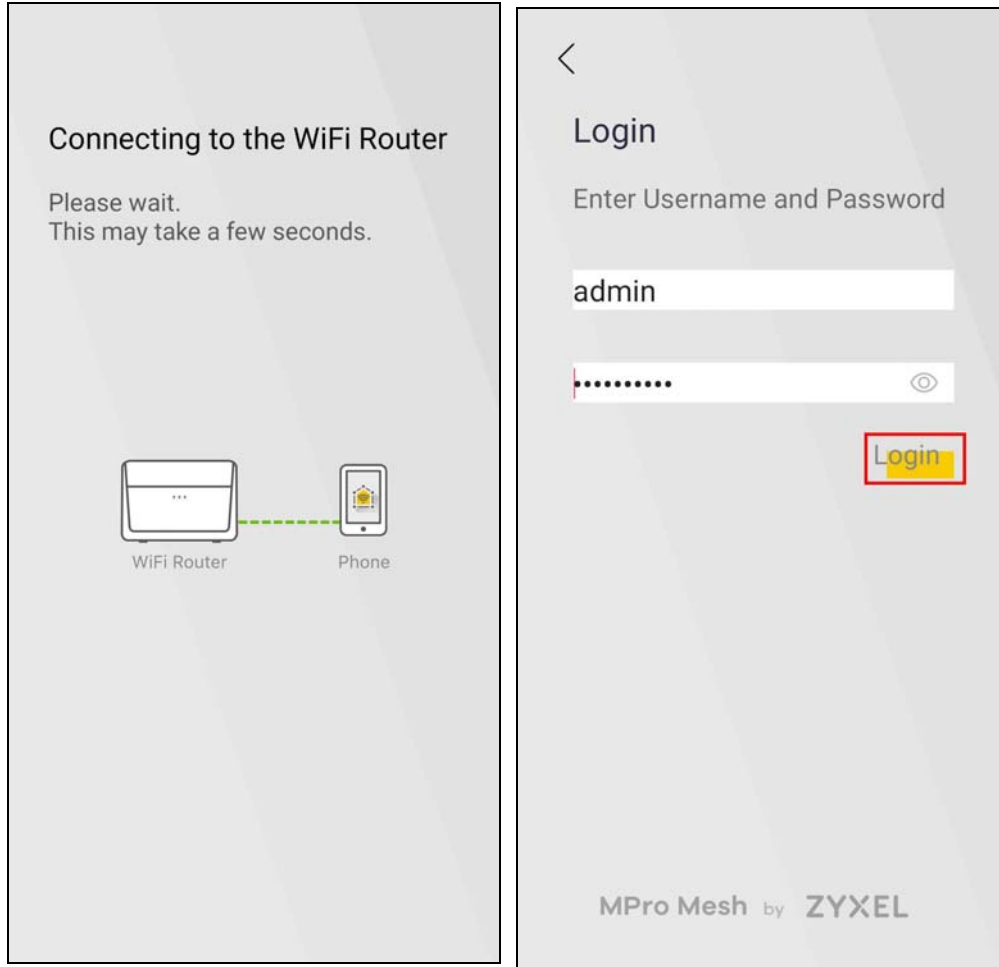 Connecting to the WiFi Router
Please wait.
This may take a few seconds.
WiFi Router
Phone
Login
Enter Username and Password
admin
••••••••••
Login
MPro Mesh by ZYXEL